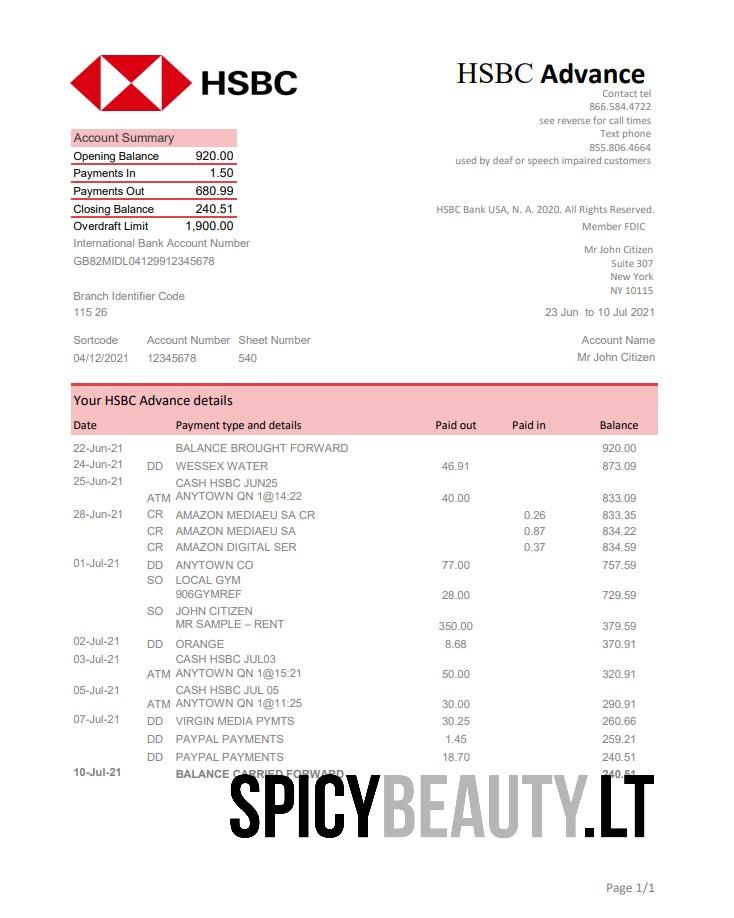 HSBC
HSBC Advance
Contact tel
866.584.4722
see reverse for call times
Text phone
855.806.4664
used by deaf or speech impaired customers
Account Summary
Opening Balance 920.00
Payments In 1.50
Payments Out 680.99
Closing Balance 240.51
Overdraft Limit 1,900.00
International Bank Account Number
GB82MIDL04129912345678
HSBC Bank USA, N. A. 2020. All Rights Reserved.
Member FDIC
Mr John Citizen
Suite 307
New York
NY 10115
Branch Identifier Code
115 26
23 Jun to 10 Jul 2021
Sortcode Account Number Sheet Number
04/12/2021 12345678 540
Account Name
Mr John Citizen
Your HSBC Advance details
Date Payment type and details Paid out Paid in Balance
22-Jun-21 BALANCE BROUGHT FORWARD 920.00
24-Jun-21 DD WESSEX WATER 46.91 873.09
25-Jun-21 CASH HSBC JUN25
ATM ANYTOWN QN 1@14:22 40.00 833.09
28-Jun-21 CR AMAZON MEDIAEU SA CR 0.26 833.35
CR AMAZON MEDIAEU SA 0.87 834.22
CR AMAZON DIGITAL SER 0.37 834.59
01-Jul-21 DD ANYTOWN CO 77.00 757.59
SO LOCAL GYM
906GYMREF 28.00 729.59
SO JOHN CITIZEN
MR SAMPLE – RENT 350.00 379.59
02-Jul-21 DD ORANGE 8.68 370.91
03-Jul-21 CASH HSBC JUL03
ATM ANYTOWN QN 1@15:21 50.00 320.91
05-Jul-21 CASH HSBC JUL 05
ATM ANYTOWN QN 1@11:25 30.00 290.91
07-Jul-21 DD VIRGIN MEDIA PYMTS 30.25 260.66
DD PAYPAL PAYMENTS 1.45 259.21
DD PAYPAL PAYMENTS 18.70 240.51
10-Jul-21 BALANCE CARRIED FORWARD 240.51
SPICYBEAUTY.LT
Page 1/1